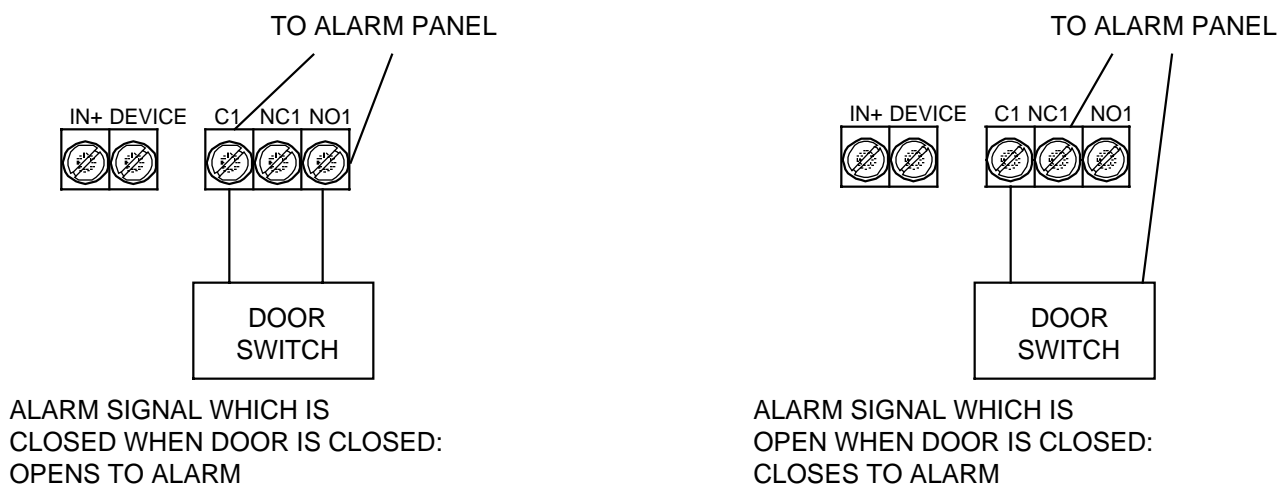 TO ALARM PANEL
IN+ DEVICE C1 NC1 NO1
DOOR
SWITCH
ALARM SIGNAL WHICH IS
CLOSED WHEN DOOR IS CLOSED:
OPENS TO ALARM
TO ALARM PANEL
IN+ DEVICE C1 NC1 NO1
DOOR
SWITCH
ALARM SIGNAL WHICH IS
OPEN WHEN DOOR IS CLOSED:
CLOSES TO ALARM